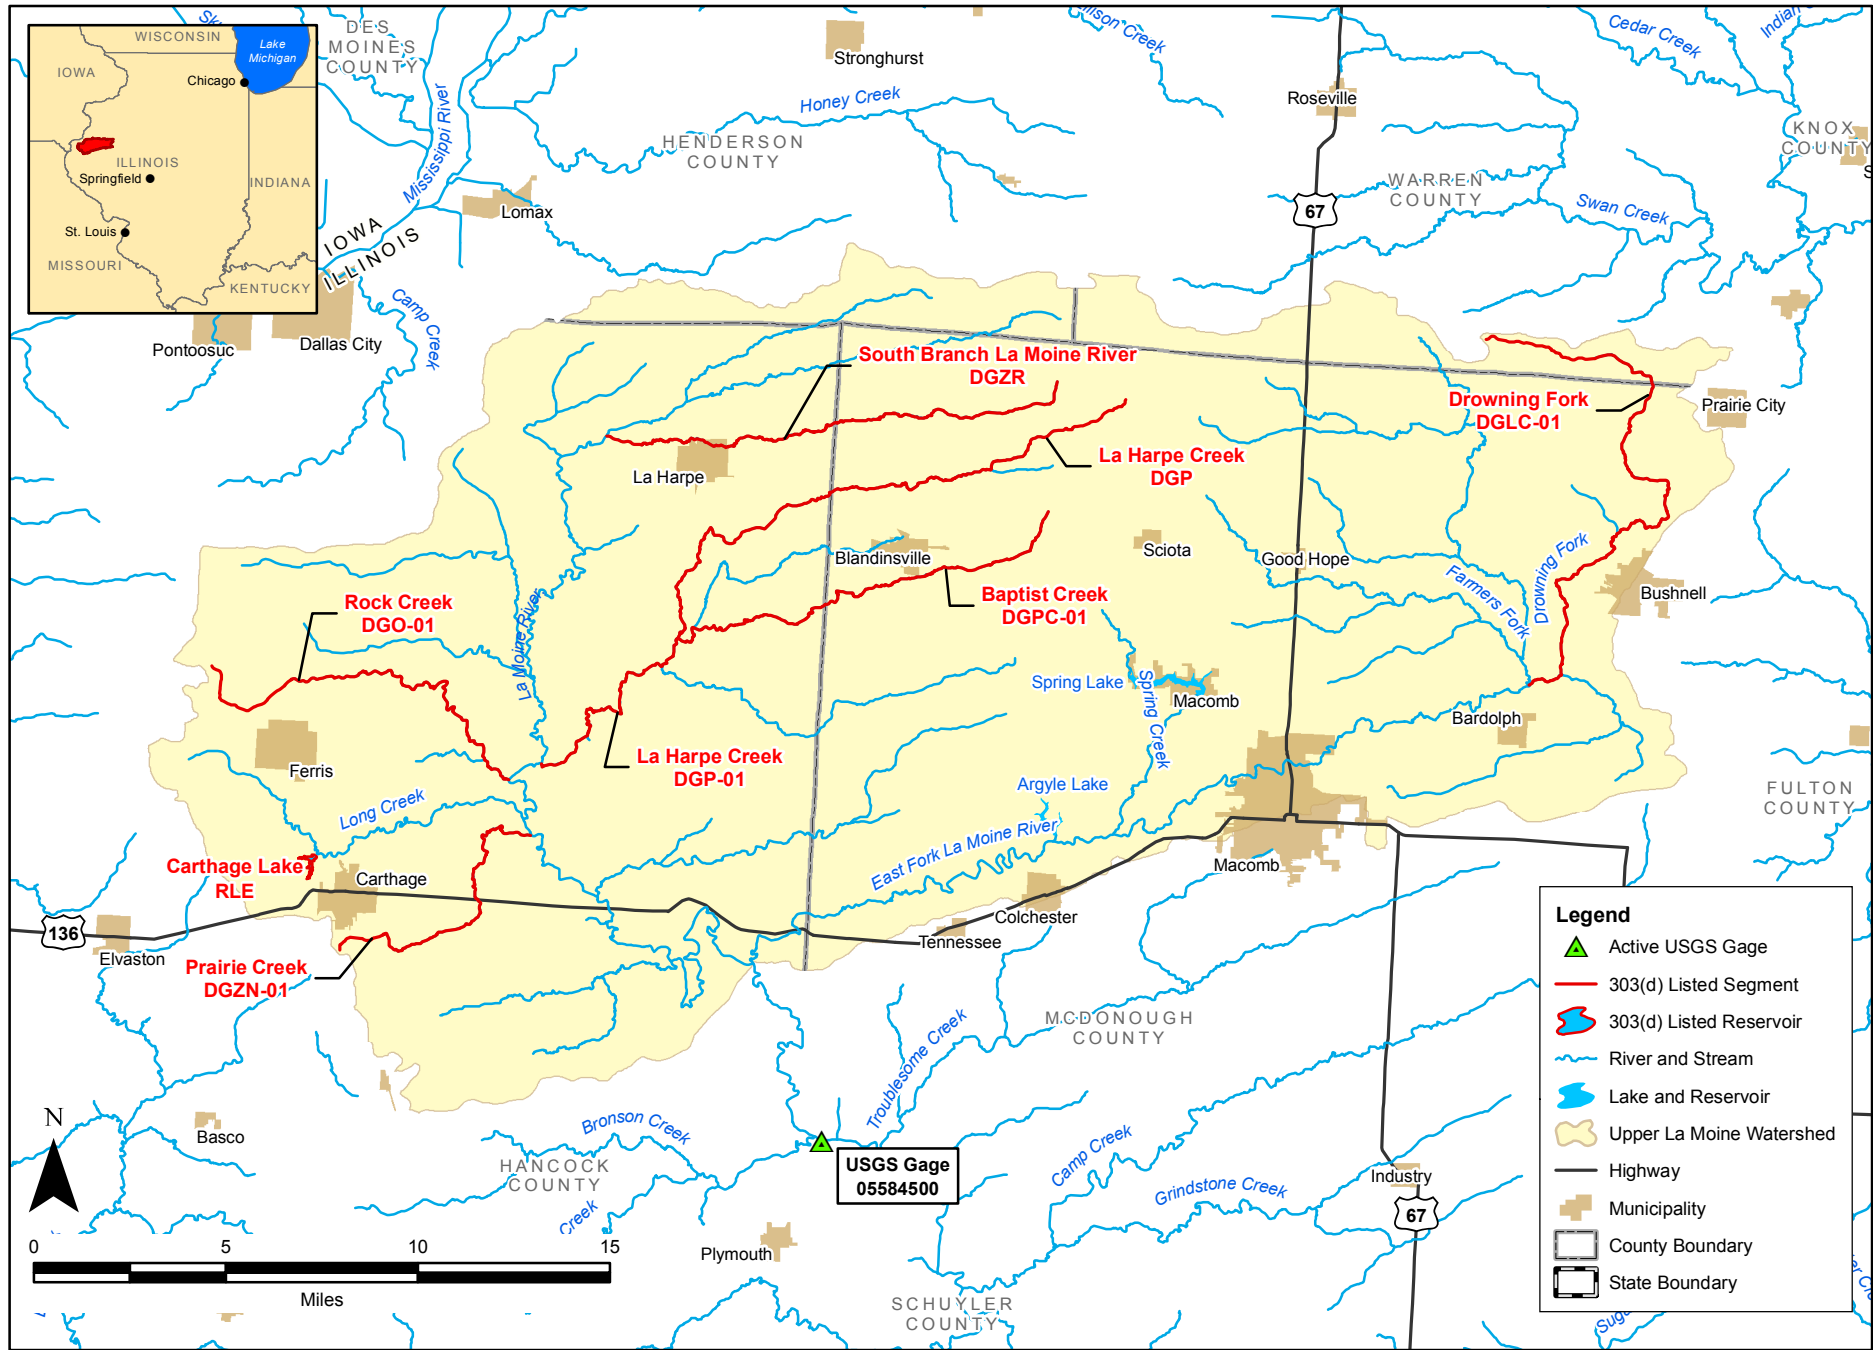 WISCONSIN
Lake
Michigan
IOWA
Chicago
ILLINOIS
Springfield
INDIANA
St. Louis
MISSOURI
KENTUCKY
DES
MOINES
COUNTY
Stronghurst
Cedar Creek
Honey Creek
Roseville
HENDERSON
COUNTY
KNOX
COUNTY
Mississippi River
WARREN
COUNTY
67
Swan Creek
Lomax
IOWA
ILLINOIS
Camp Creek
Pontoosuc
Dallas City
South Branch La Moine River
DGZR
Drowning Fork
DGLC-01
Prairie City
La Harpe
La Harpe Creek
DGP
Blandinsville
Sciota
Good Hope
Farmers Fork
Drowning Fork
Bushnell
Rock Creek
DGO-01
La Moine River
Baptist Creek
DGPC-01
Spring Lake
Macomb
Spring Creek
Bardolph
Ferris
La Harpe Creek
DGP-01
Argyle Lake
FULTON
COUNTY
Long Creek
East Fork La Moine River
Carthage Lake
RLE
Carthage
Macomb
Colchester
136
Elvaston
Tennessee
Prairie Creek
DGZN-01
MCDONOUGH
COUNTY
Troublesome Creek
Basco
Bronson Creek
HANCOCK
COUNTY
Creek
USGS Gage
05584500
Camp Creek
Grindstone Creek
Industry
67
Plymouth
SCHUYLER
COUNTY
N
0 5 10 15
Miles
Legend
Active USGS Gage
303(d) Listed Segment
303(d) Listed Reservoir
River and Stream
Lake and Reservoir
Upper La Moine Watershed
Highway
Municipality
County Boundary
State Boundary